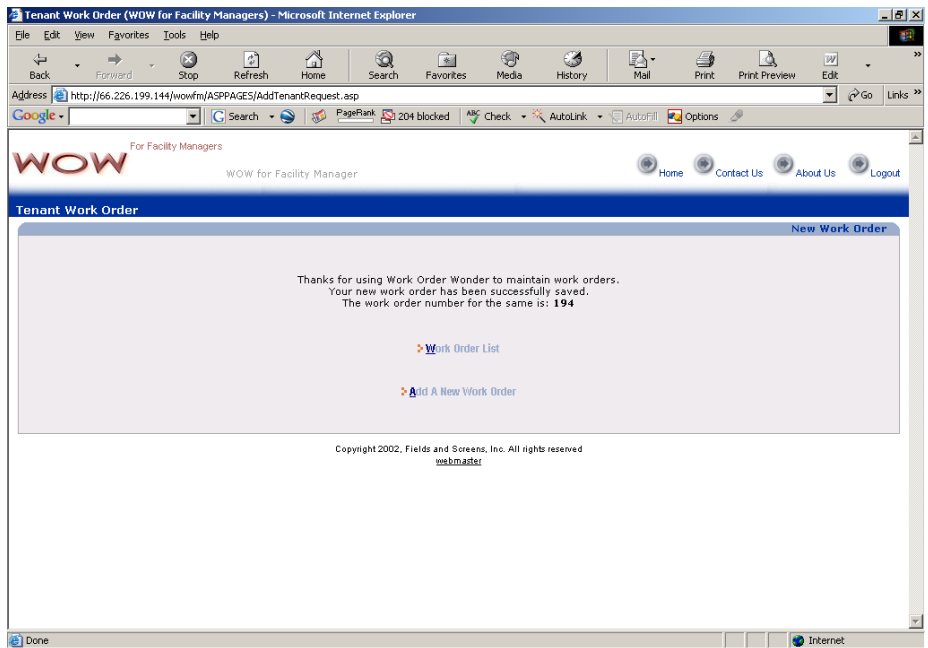 Tenant Work Order (WOW for Facility Managers) - Microsoft Internet Explorer
File Edit View Favorites Tools Help
Back Forward Stop Refresh Home Search Favorites Media History Mail Print Print Preview Edit
Address http://66.226.199.144/wowfm/ASPPAGES/AddTenantRequest.asp Go Links
Google Search PageRank 204 blocked ABC Check AutoLink AutoFill Options
For Facility Managers
WOW
WOW for Facility Manager
Home Contact Us About Us Logout
Tenant Work Order
New Work Order
Thanks for using Work Order Wonder to maintain work orders.
Your new work order has been successfully saved.
The work order number for the same is: 194
Work Order List
Add A New Work Order
Copyright 2002, Fields and Screens, Inc. All rights reserved
webmaster
Done Internet